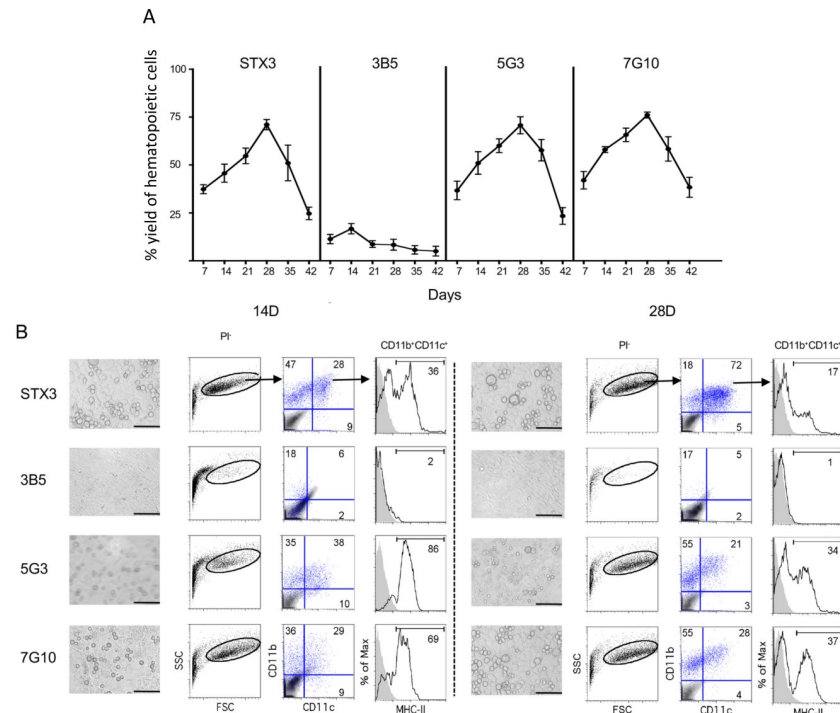 A
STX3 3B5 5G3 7G10
% yield of hematopoietic cells
100
75
50
25
7 14 21 28 35 42 7 14 21 28 35 42 7 14 21 28 35 42 7 14 21 28 35 42
Days
14D 28D
B
PI- CD11b+CD11c+ PI- CD11b+CD11c+
STX3
47 28 9 36 18 72 5 17
3B5
18 6 2 2 17 5 2 1
5G3
35 38 10 86 55 21 3 34
7G10
36 29 9 69 55 28 4 37
SSC CD11b % of Max SSC CD11b % of Max
FSC CD11c MHC-II FSC CD11c MHC-II